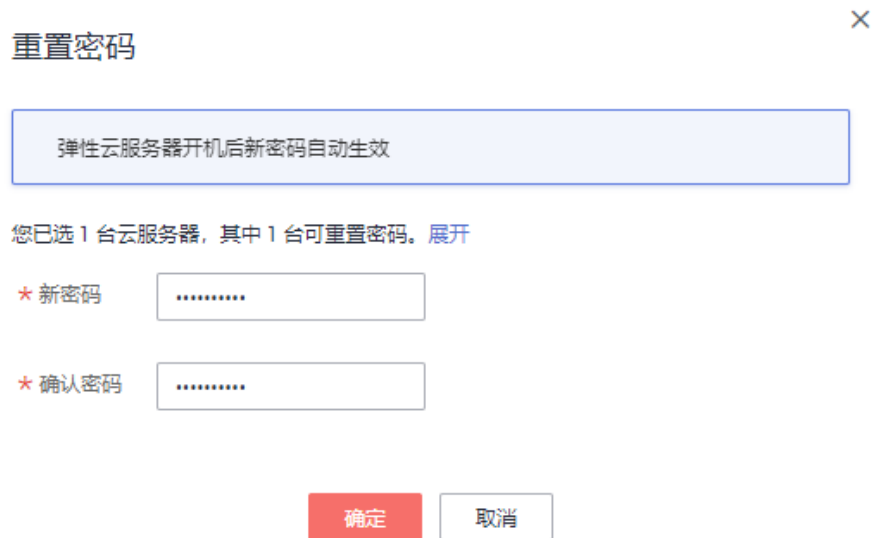 重置密码
弹性云服务器开机后新密码自动生效
您已选 1 台云服务器，其中 1 台可重置密码。展开
* 新密码 ••••••••••
* 确认密码 ••••••••••
确定 取消